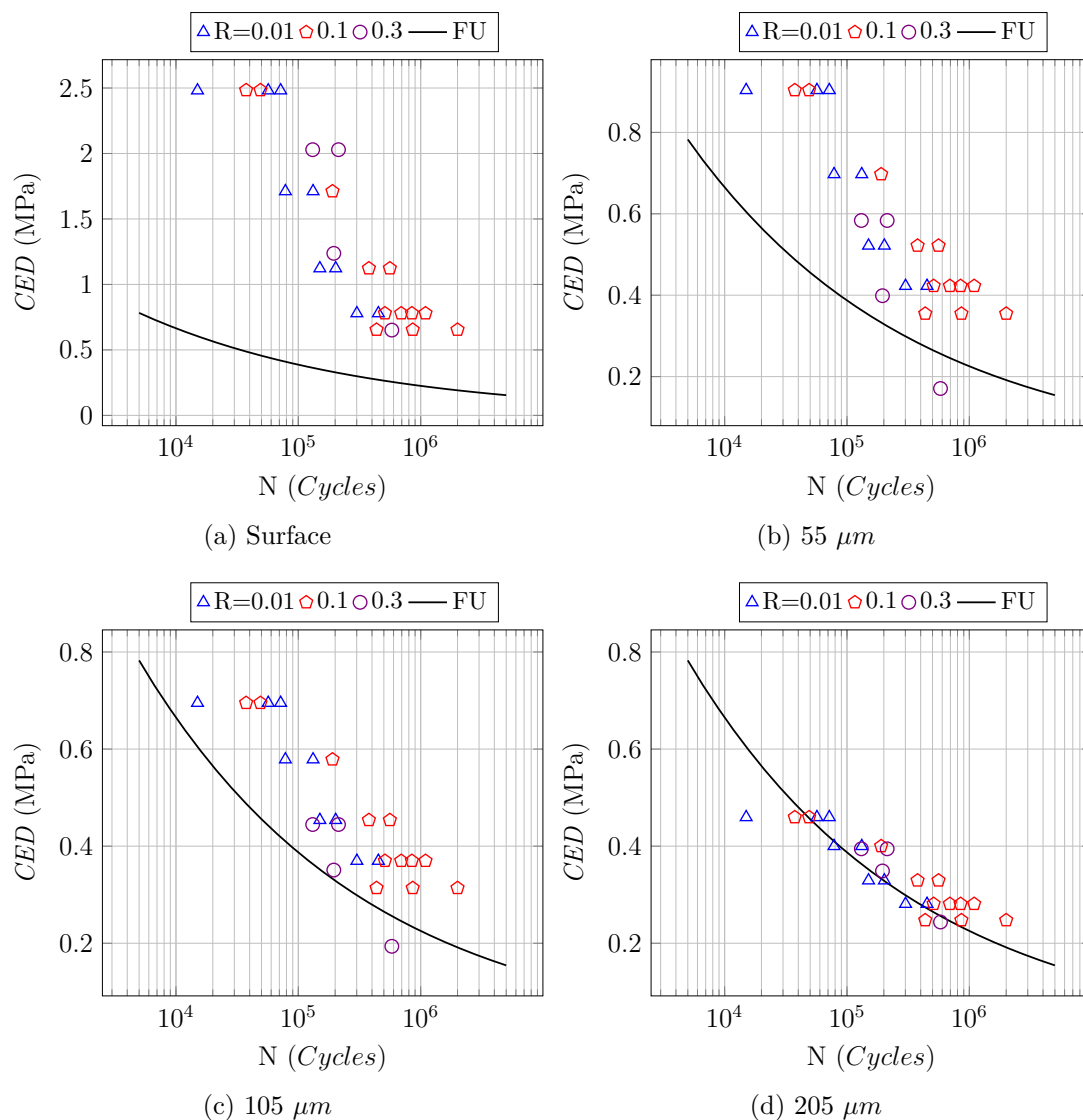 R=0.01 0.1 0.3 FU
2.5
2
1.5
1
0.5
0
CED (MPa)
10^4 10^5 10^6
N (Cycles)
(a) Surface
R=0.01 0.1 0.3 FU
0.8
0.6
0.4
0.2
CED (MPa)
10^4 10^5 10^6
N (Cycles)
(b) 55 μm
R=0.01 0.1 0.3 FU
0.8
0.6
0.4
0.2
CED (MPa)
10^4 10^5 10^6
N (Cycles)
(c) 105 μm
R=0.01 0.1 0.3 FU
0.8
0.6
0.4
0.2
CED (MPa)
10^4 10^5 10^6
N (Cycles)
(d) 205 μm